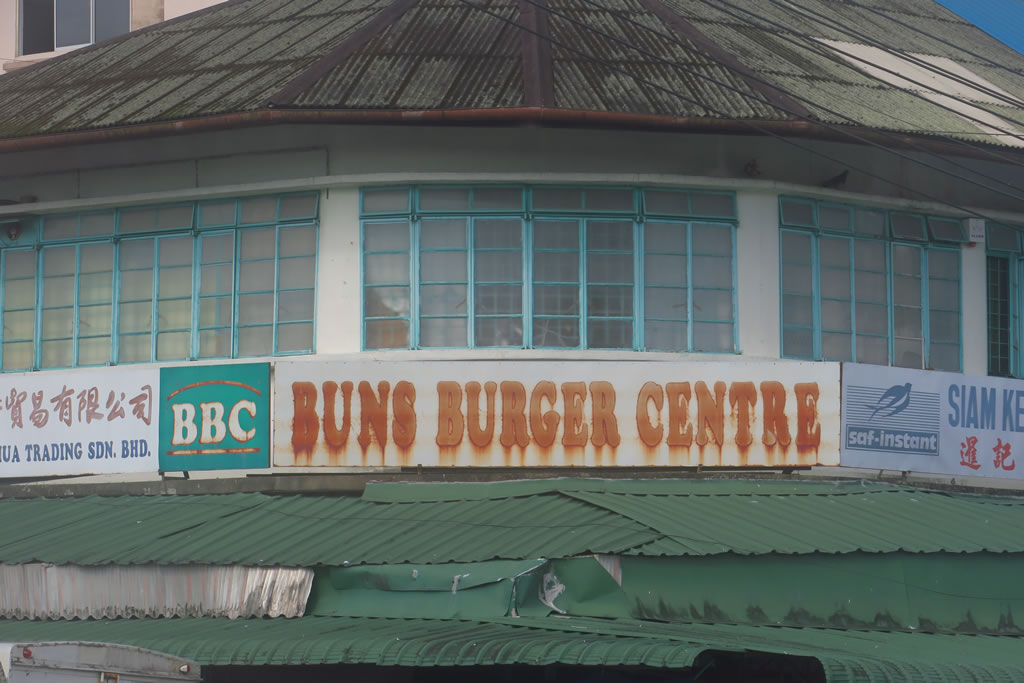 貿易有限公司
HUA TRADING SDN. BHD.
BBC
BUNS BURGER CENTRE
saf-instant
SIAM KE
暹記